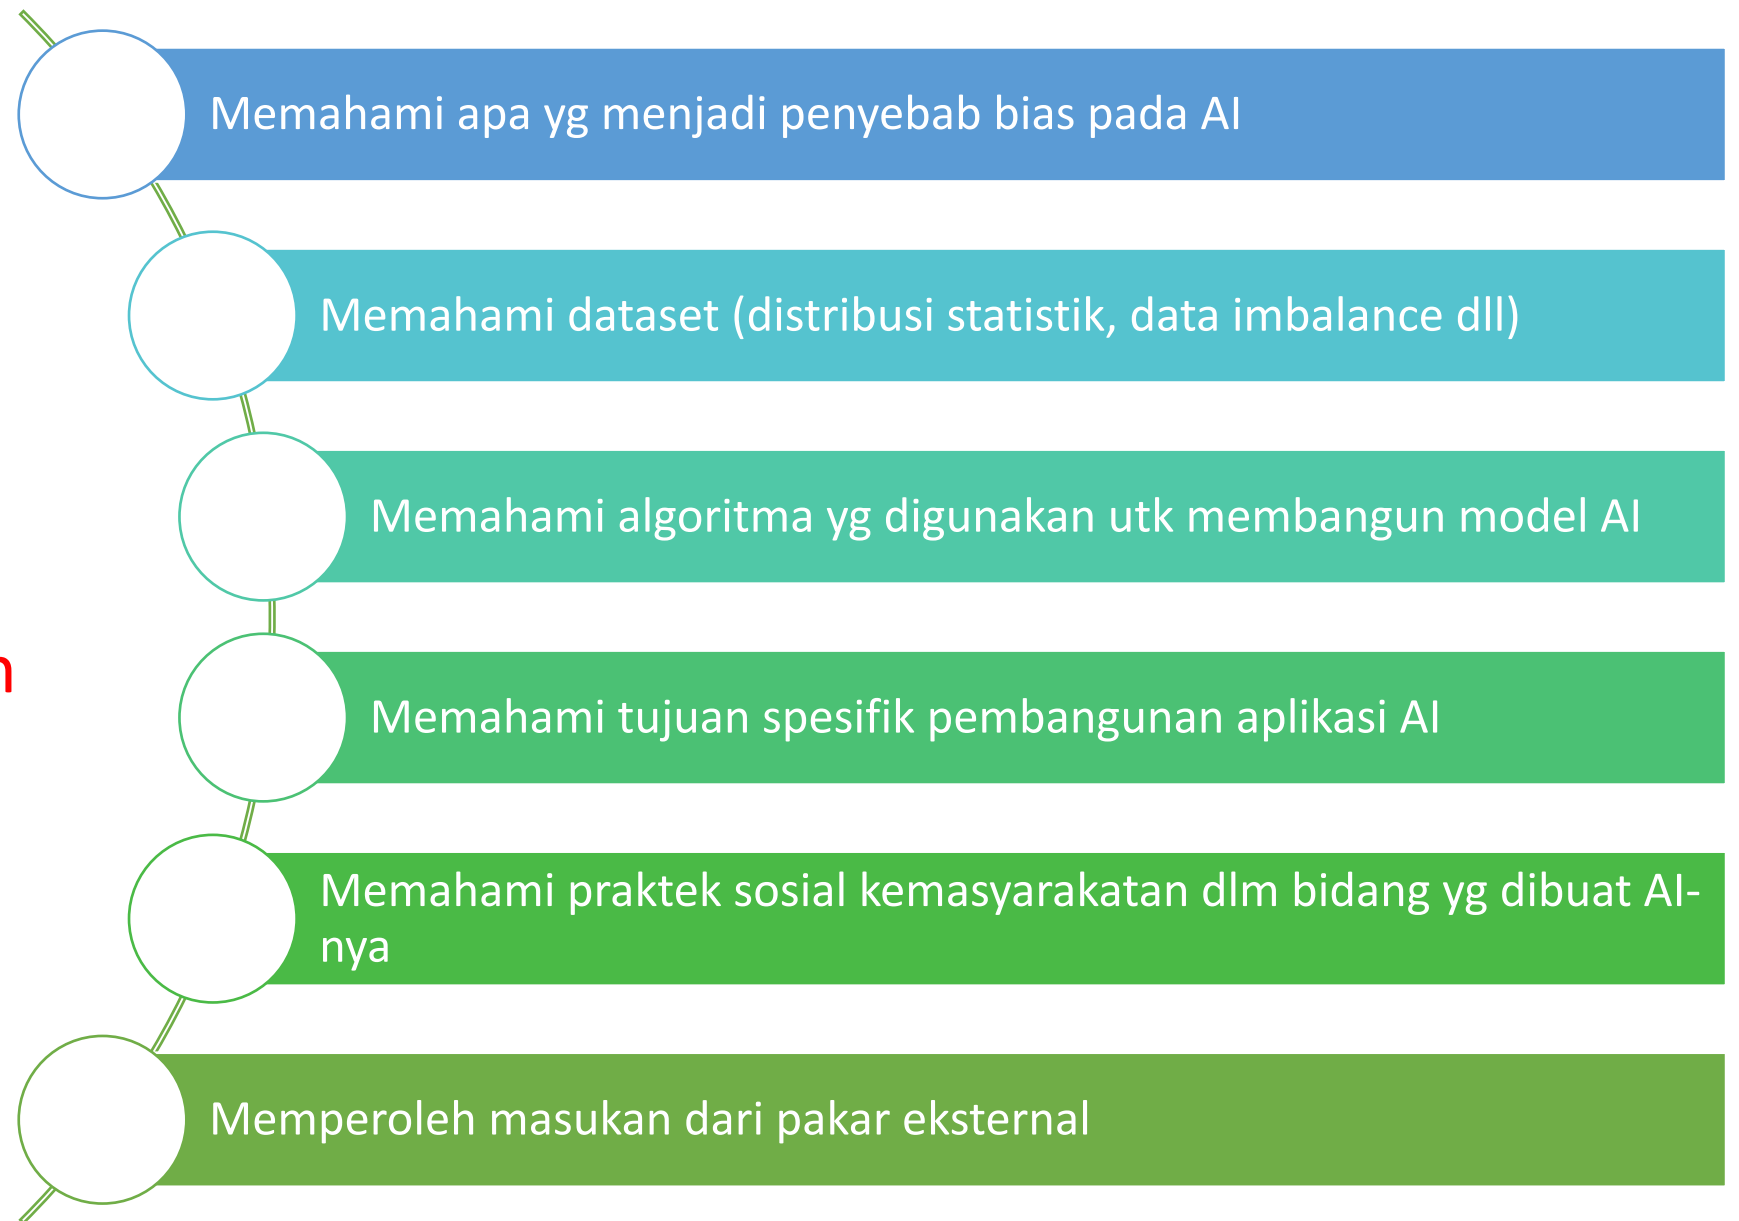 Memahami apa yg menjadi penyebab bias pada AI
Memahami dataset (distribusi statistik, data imbalance dll)
Memahami algoritma yg digunakan utk membangun model AI
Memahami tujuan spesifik pembangunan aplikasi AI
Memahami praktek sosial kemasyarakatan dlm bidang yg dibuat AI-
nya
Memperoleh masukan dari pakar eksternal